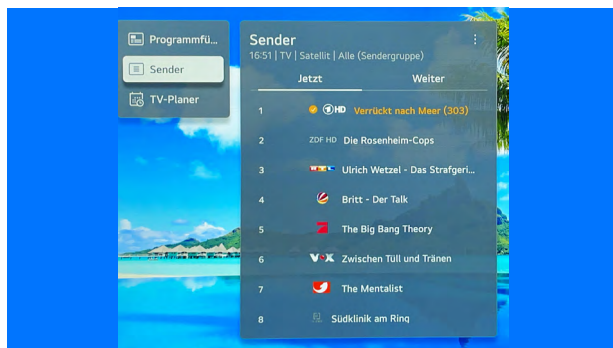 Programmfü...
Sender
TV-Planer
Sender
16:51 | TV | Satellit | Alle (Sendergruppe)
Jetzt Weiter
1 HD Verrückt nach Meer (303)
2 ZDF HD Die Rosenheim-Cops
3 RTL Ulrich Wetzel - Das Strafgeri...
4 Britt - Der Talk
5 The Big Bang Theory
6 VOX Zwischen Tüll und Tränen
7 The Mentalist
8 Südklinik am Ring